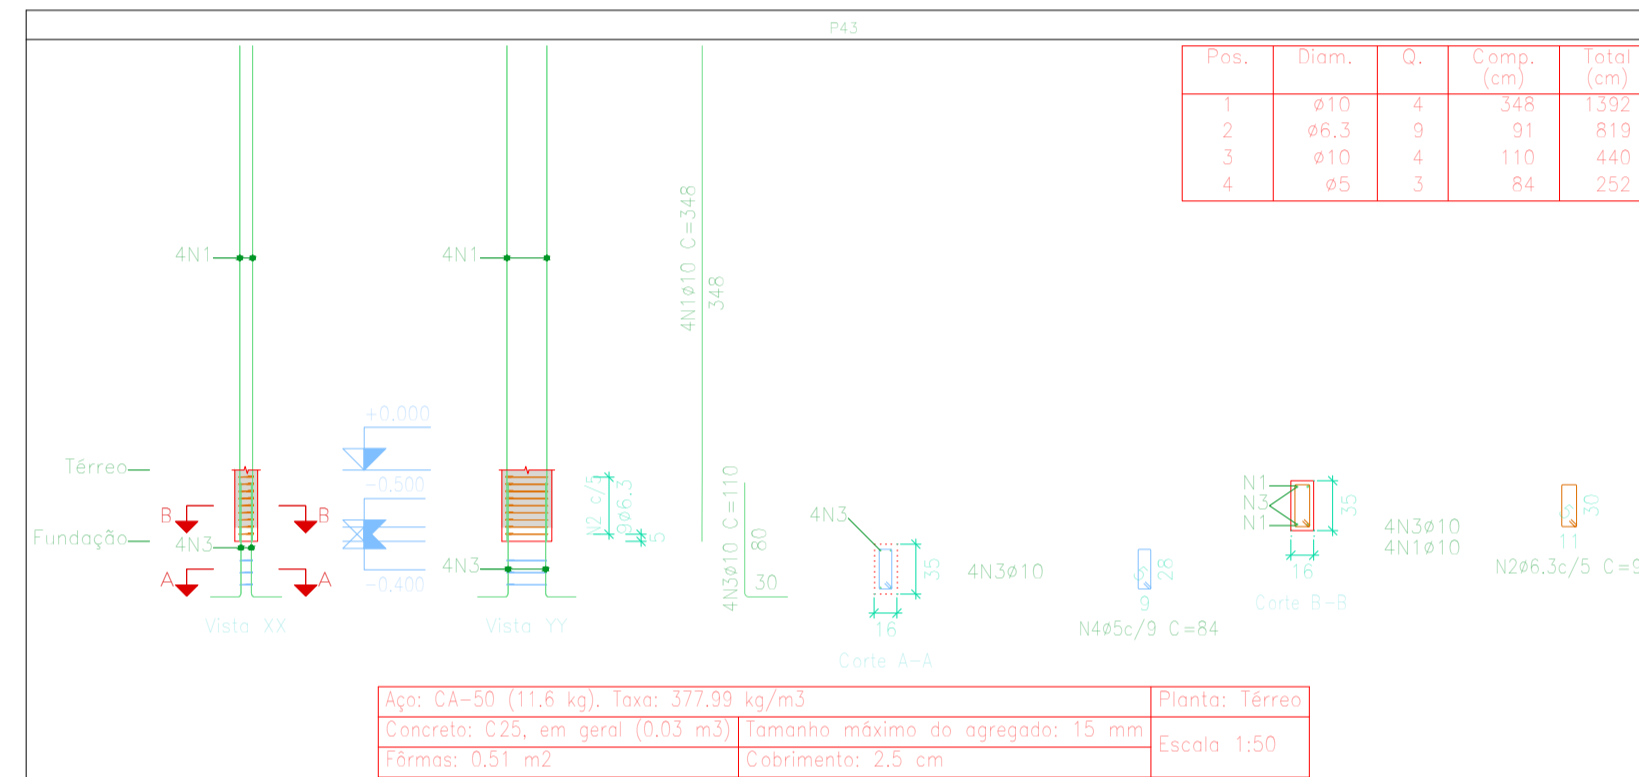 P43
Pos. Diam. Q. Comp. (cm) Total (cm)
1 ø10 4 348 1392
2 ø6.3 9 91 819
3 ø10 4 110 440
4 ø5 3 84 252
4N1
4N1
4N1ø10 C=348
348
+0.000
Térreo
-0.500
B B
Fundação
4N3
A A
-0.400
Vista XX
4N3
Vista YY
N2 c/5
9ø6.3
5
4N3ø10 C=110
80
30
4N3
35
16
4N3ø10
Corte A-A
28
9
N4ø5c/9 C=84
N1
N3
N1
35
16
4N3ø10
4N1ø10
Corte B-B
30
11
N2ø6.3c/5 C=9
Aço: CA-50 (11.6 kg). Taxa: 377.99 kg/m3
Planta: Térreo
Concreto: C25, em geral (0.03 m3)
Tamanho máximo do agregado: 15 mm
Escala 1:50
Fôrmas: 0.51 m2
Cobrimento: 2.5 cm